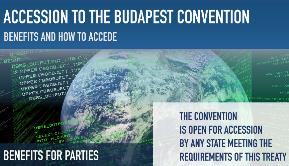 ACCESSION TO THE BUDAPEST CONVENTION
BENEFITS AND HOW TO ACCEDE
THE CONVENTION
IS OPEN FOR ACCESSION
BY ANY STATE MEETING THE
REQUIREMENTS OF THIS TREATY
BENEFITS FOR PARTIES